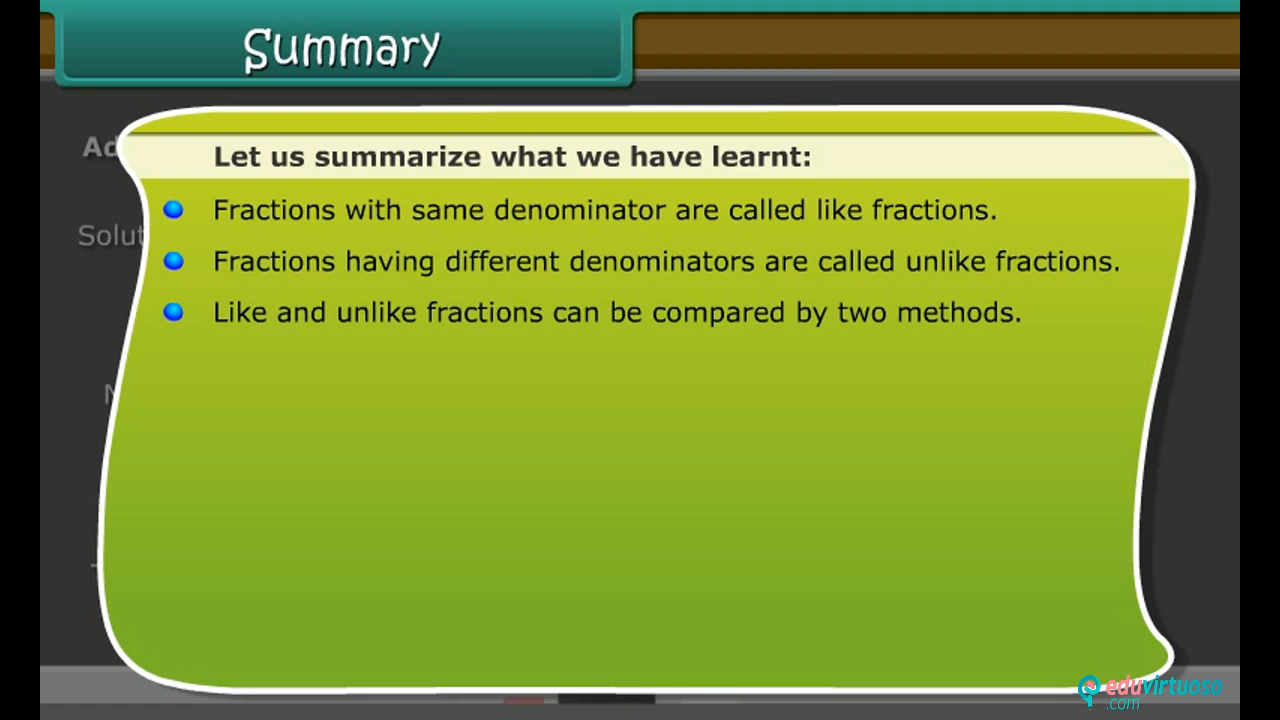 Summary
Let us summarize what we have learnt:
Fractions with same denominator are called like fractions.
Fractions having different denominators are called unlike fractions.
Like and unlike fractions can be compared by two methods.
eduvirtuoso
.com